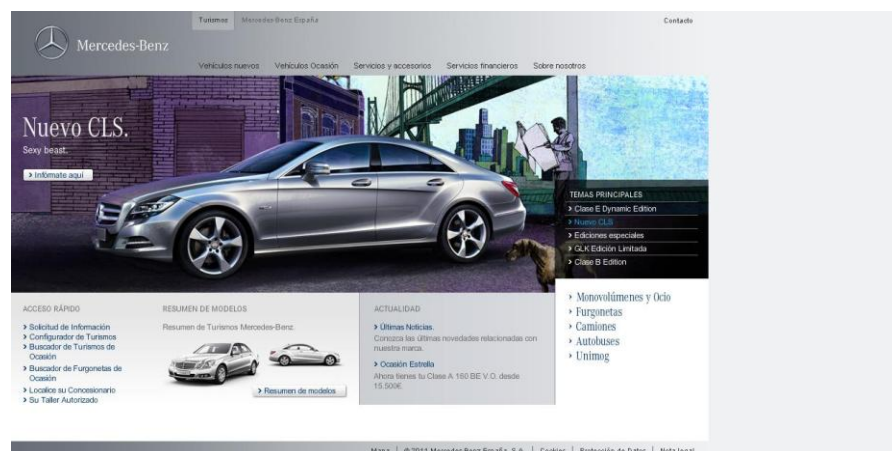 Turismos Mercedes-Benz España
Contacto
Mercedes-Benz
Vehículos nuevos Vehículos Ocasión Servicios y accesorios Servicios financieros Sobre nosotros
Nuevo CLS.
Sexy beast.
Infómate aquí
TEMAS PRINCIPALES
Clase E Dynamic Edition
Nuevo CLS
Ediciones especiales
GLK Edición Limitada
Clase B Edition
ACCESO RÁPIDO
Solicitud de Información
Configurador de Turismos
Buscador de Turismos de
Ocasión
Buscador de Furgonetas de
Ocasión
Localice su Concesionario
Su Taller Autorizado
RESUMEN DE MODELOS
Resumen de Turismos Mercedes-Benz.
Resumen de modelos
ACTUALIDAD
Últimas Noticias.
Conozca las últimas novedades relacionadas con
nuestra marca.
Ocasión Estrella
Ahora tienes tu Clase A 160 BE V.O. desde
15.500€.
Monovolúmenes y Ocio
Furgonetas
Camiones
Autobuses
Unimog
Mapa | © 2011 Mercedes-Benz España, S.A. | Cookies | Protección de Datos | Nota legal